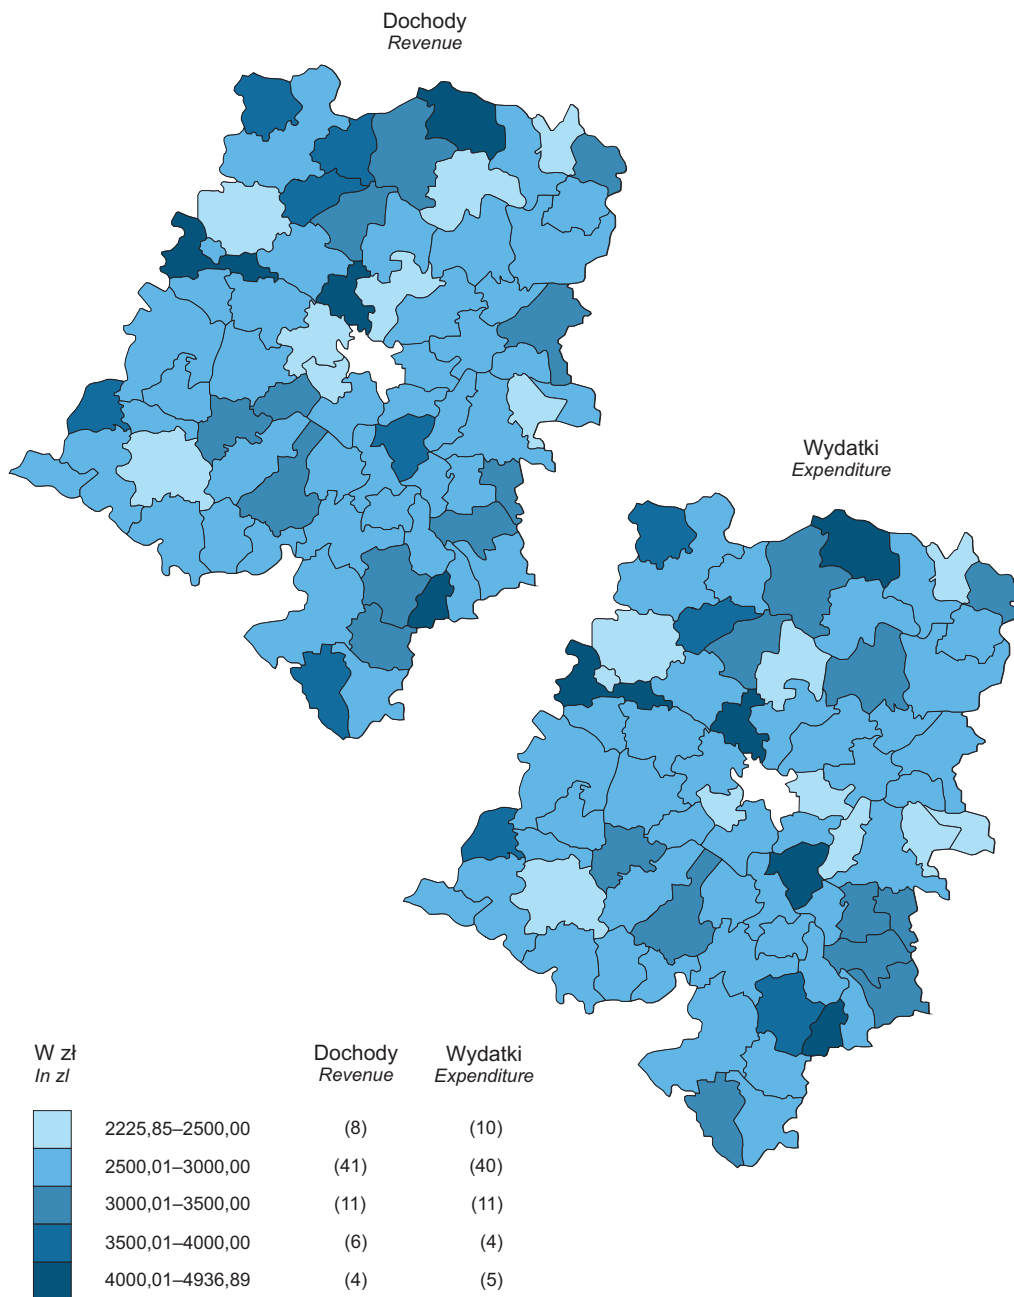 Dochody
Revenue
Wydatki
Expenditure
W zł
In zl
Dochody
Revenue
Wydatki
Expenditure
2225,85–2500,00 (8) (10)
2500,01–3000,00 (41) (40)
3000,01–3500,00 (11) (11)
3500,01–4000,00 (6) (4)
4000,01–4936,89 (4) (5)